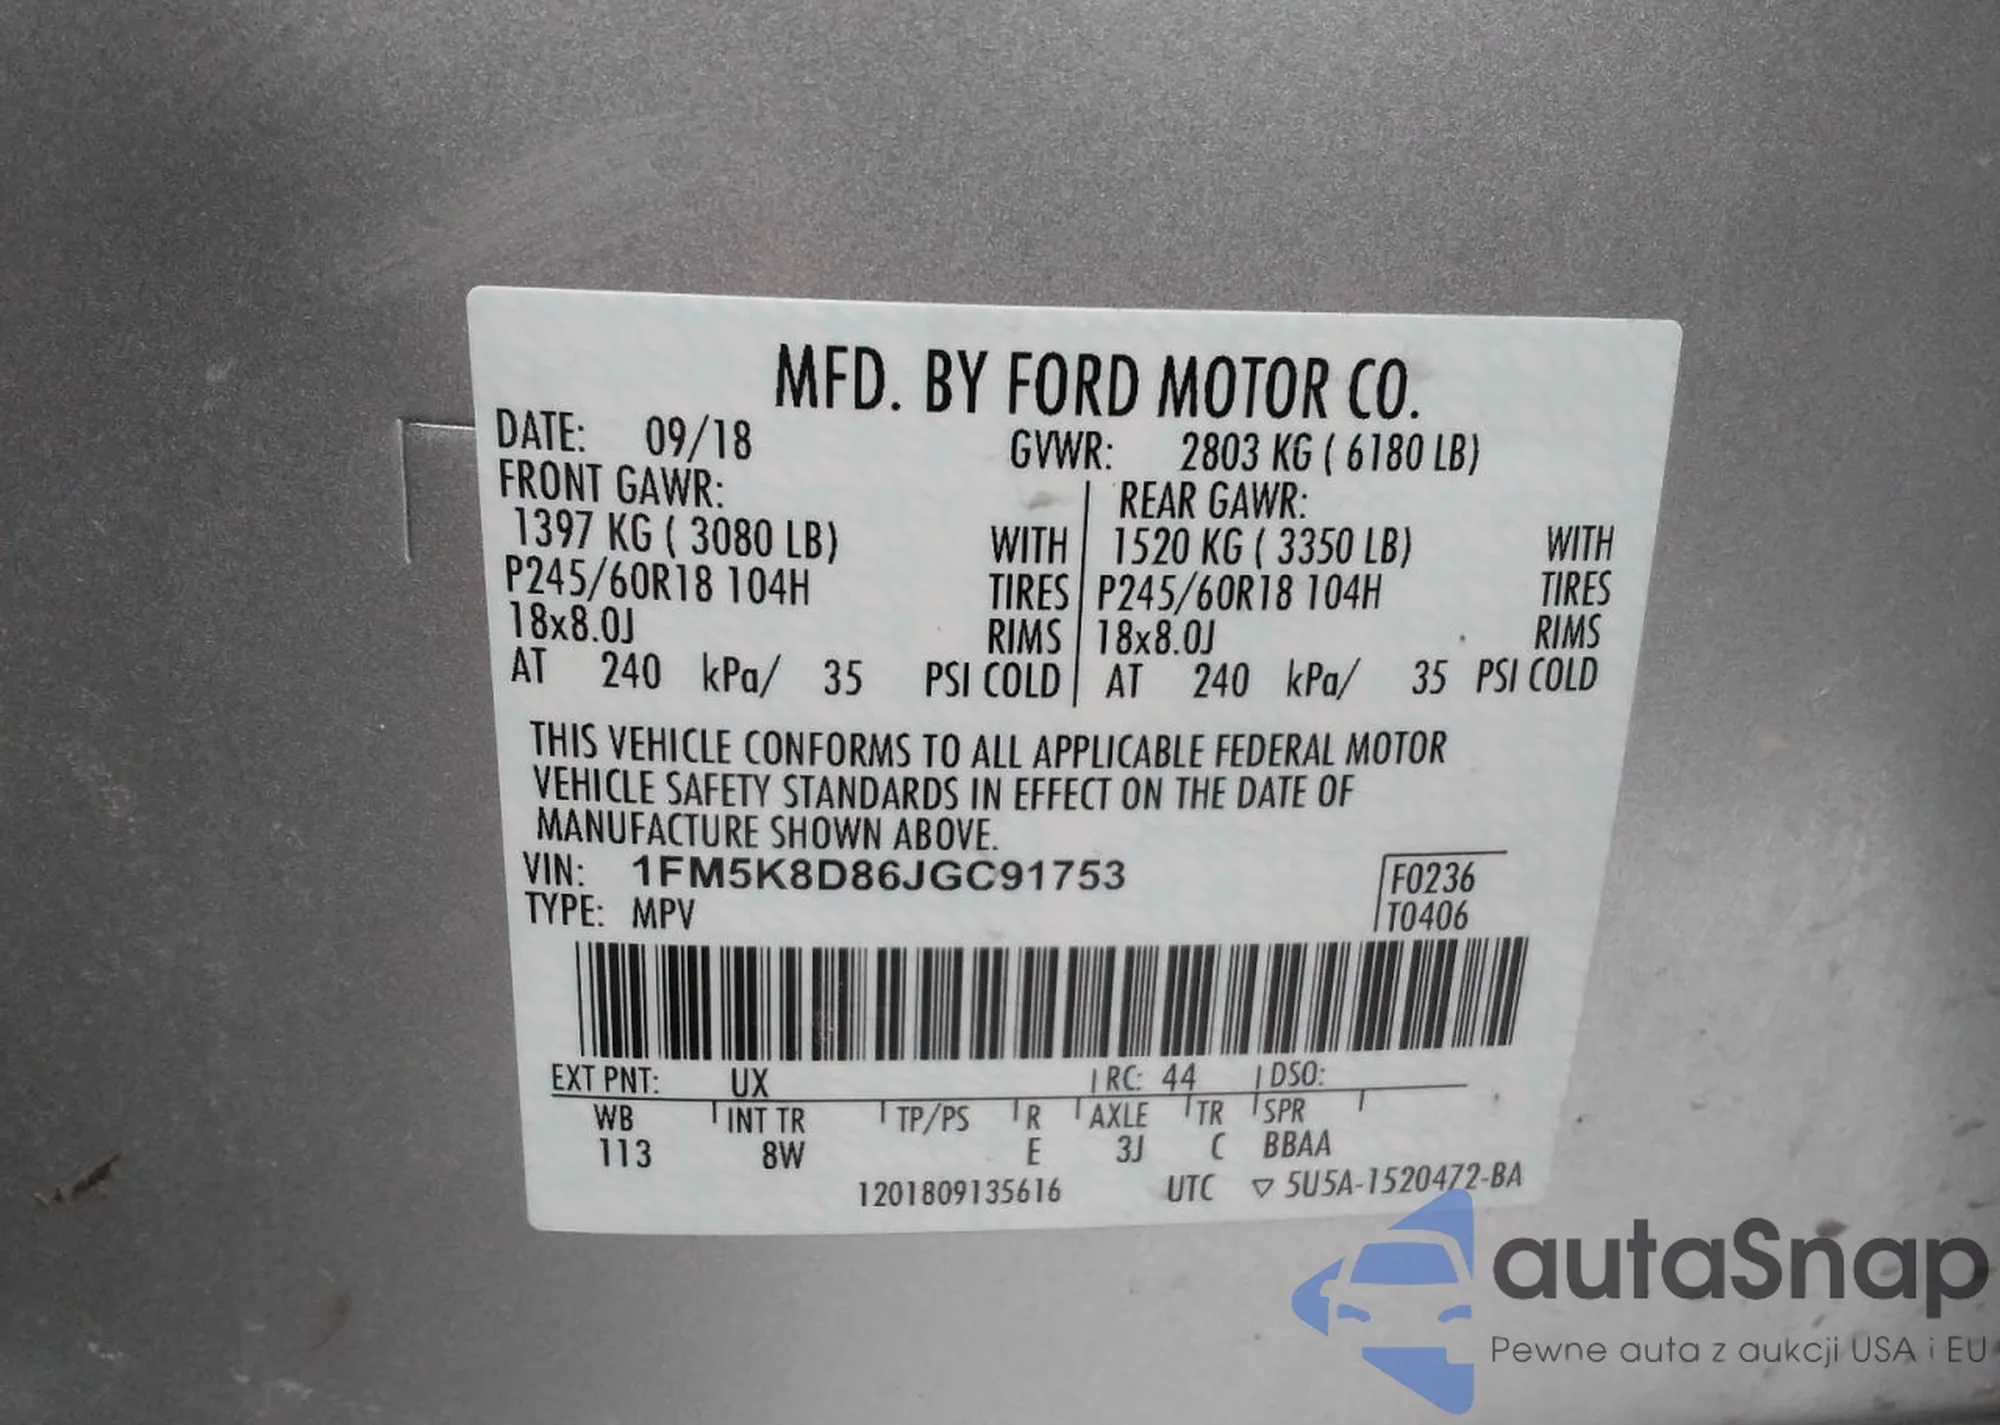 MFD. BY FORD MOTOR CO.
DATE: 09/18 GVWR: 2803 KG ( 6180 LB)
FRONT GAWR: REAR GAWR:
1397 KG ( 3080 LB) WITH 1520 KG ( 3350 LB) WITH
P245/60R18 104H TIRES P245/60R18 104H TIRES
18x8.0J RIMS 18x8.0J RIMS
AT 240 kPa/ 35 PSI COLD AT 240 kPa/ 35 PSI COLD
THIS VEHICLE CONFORMS TO ALL APPLICABLE FEDERAL MOTOR
VEHICLE SAFETY STANDARDS IN EFFECT ON THE DATE OF
MANUFACTURE SHOWN ABOVE.
VIN: 1FM5K8D86JGC91753 F0236
TYPE: MPV T0406
EXT PNT: UX RC: 44 DSO:
WB INT TR TP/PS R AXLE TR SPR
113 8W E 3J C BBAA
1201809135616 UTC ▽ 5U5A-1520472-BA
autaSnap
Pewne auta z aukcji USA i EU